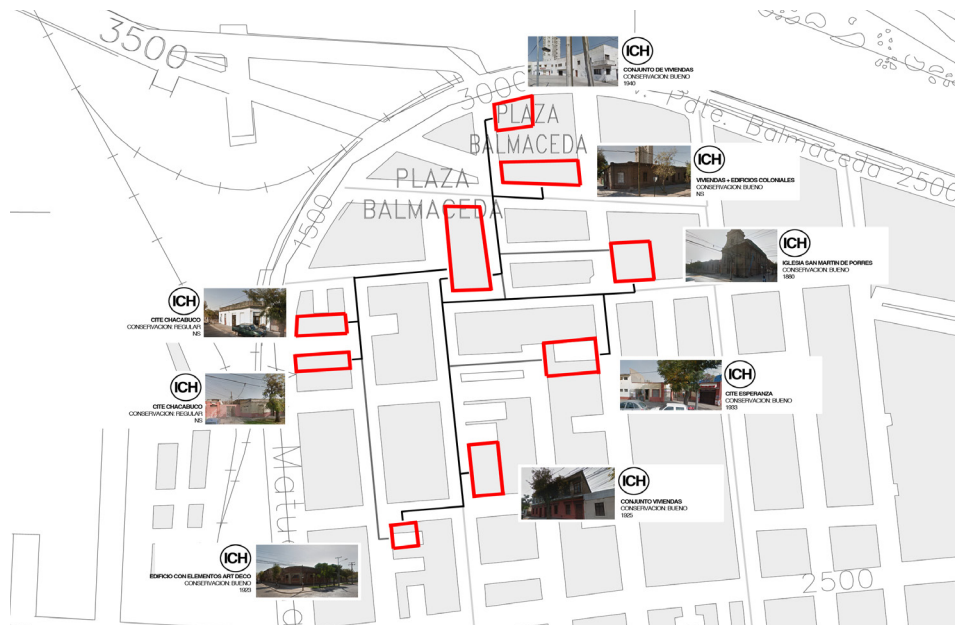 3500
3000
ICH
CONJUNTO DE VIVIENDAS
CONSERVACION: BUENO
1940
PLAZA
BALMACEDA
Pdte. Balmaceda 2500
ICH
VIVIENDAS + EDIFICIOS COLONIALES
CONSERVACION: BUENO
NS
PLAZA
BALMACEDA
1500
ICH
IGLESIA SAN MARTIN DE PORRES
CONSERVACION: BUENO
1880
ICH
CITE CHACABUCO
CONSERVACION: REGULAR
NS
ICH
CITE CHACABUCO
CONSERVACION: REGULAR
NS
ICH
CITE ESPERANZA
CONSERVACION: BUENO
1933
ICH
CONJUNTO VIVIENDAS
CONSERVACION: BUENO
1925
ICH
EDIFICIO CON ELEMENTOS ART DECO
CONSERVACION: BUENO
1923
2500